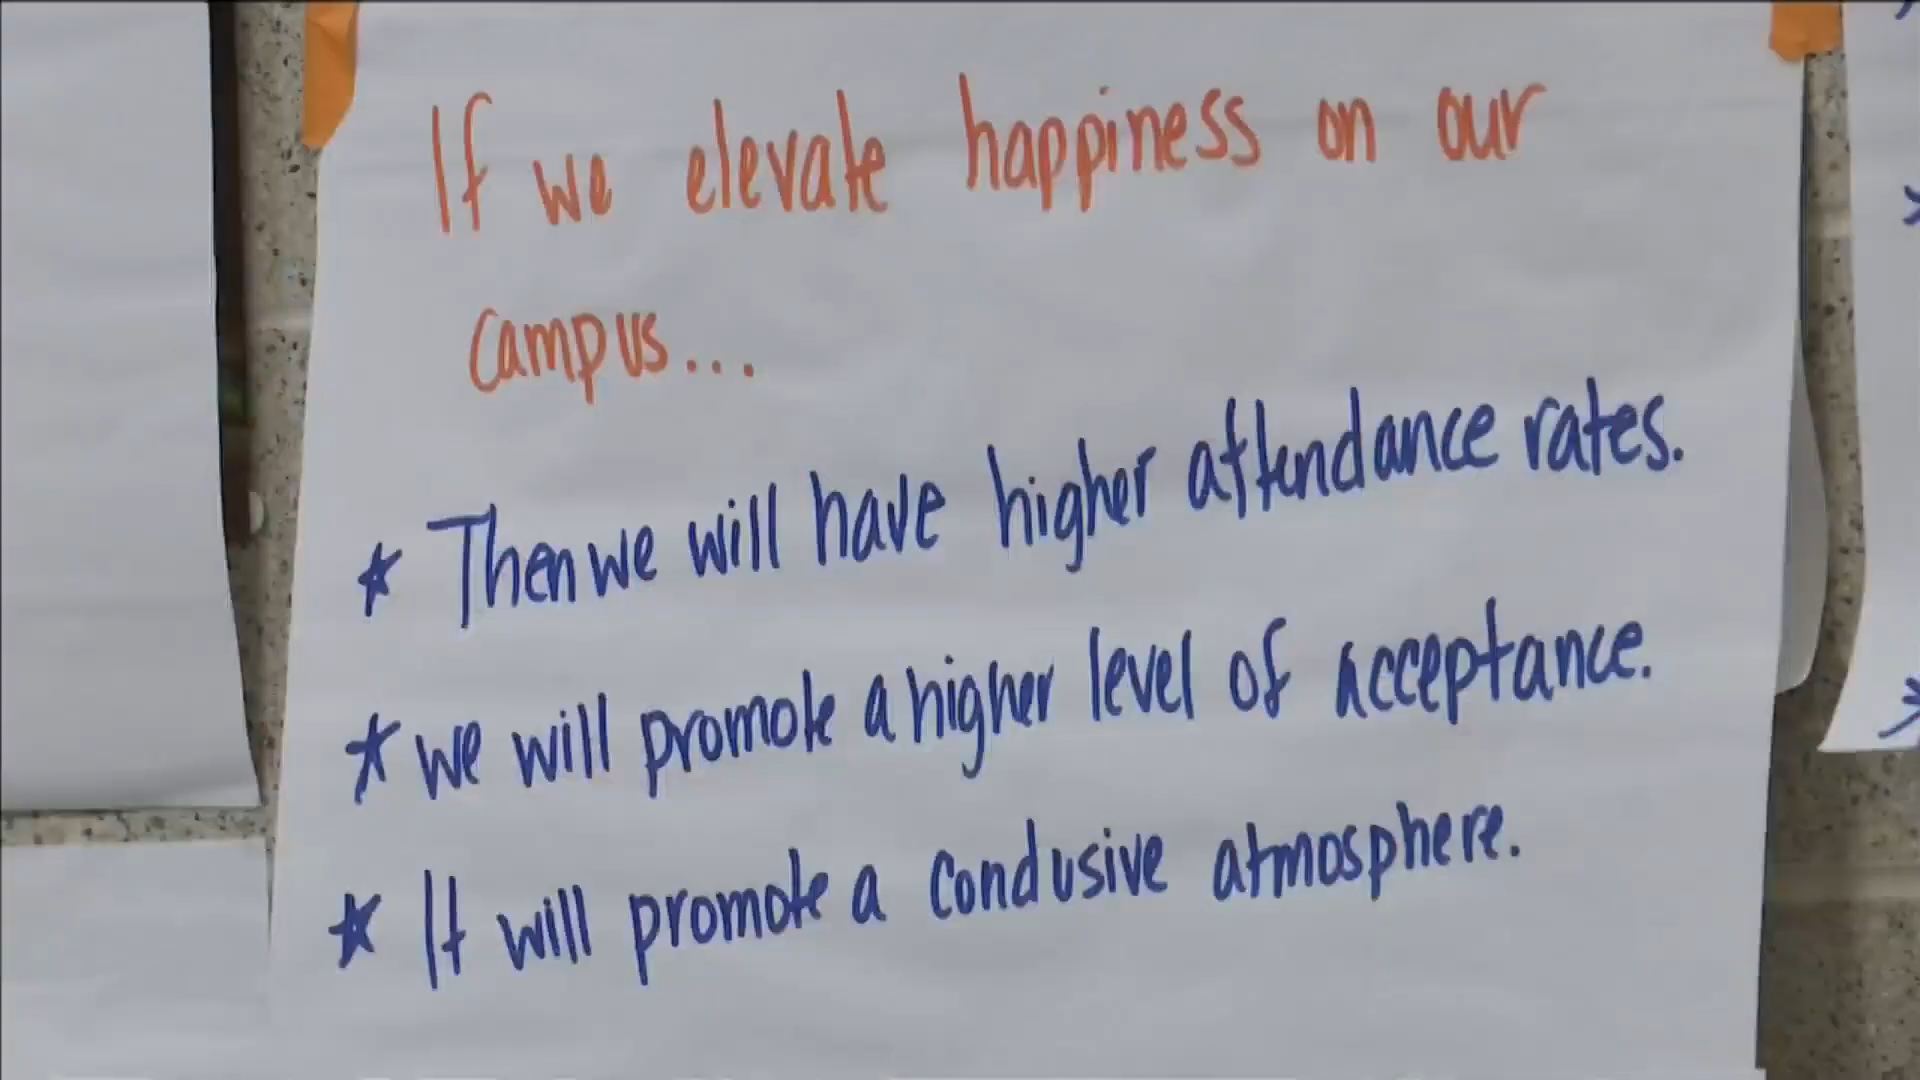 If we elevate happiness on our
campus...
* Then we will have higher attendance rates.
* we will promote a higher level of acceptance.
* It will promote a condusive atmosphere.